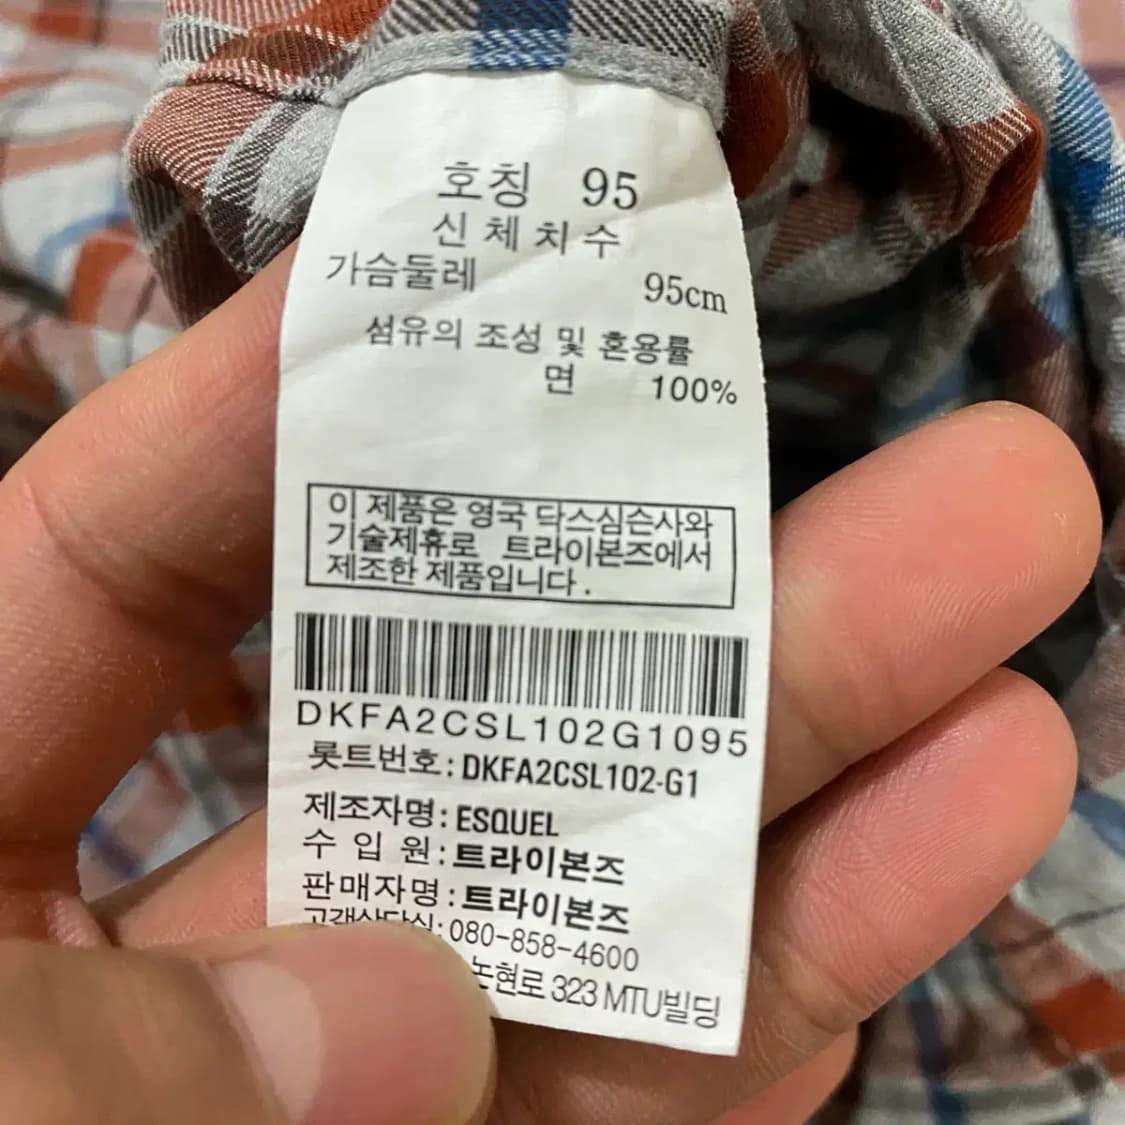 호칭 95
신체치수
가슴둘레 95cm
섬유의 조성 및 혼용률
면 100%
이 제품은 영국 닥스심슨사와
기술제휴로 트라이본즈에서
제조한 제품입니다.
DKFA2CSL102G1095
롯트번호:DKFA2CSL102-G1
제조자명:ESQUEL
수입원:트라이본즈
판매자명:트라이본즈
고객상담실:080-858-4600
논현로 323 MTU빌딩